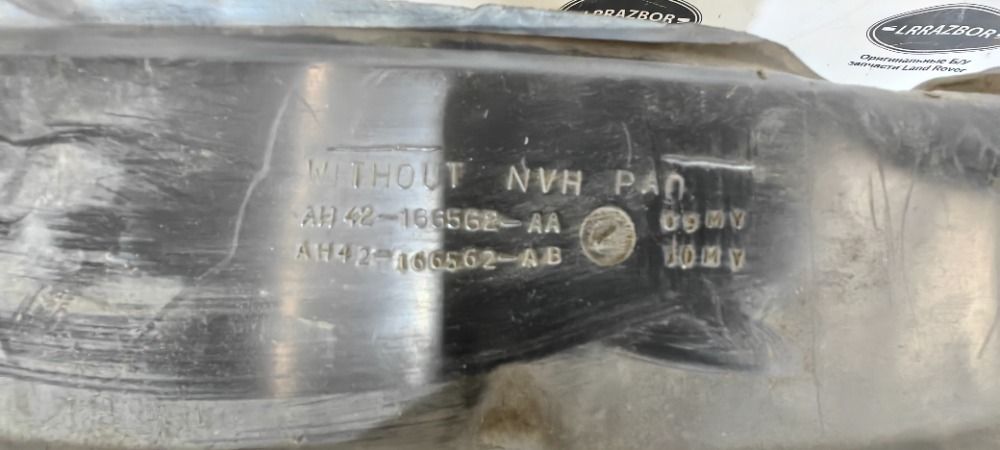 LRRAZBOR
LRRAZBOR
Оригинальные Б/У
запчасти Land Rover
WITHOUT NVH PAD
AH42-166562-AA 09MY
AH42-166562-AB 10MY